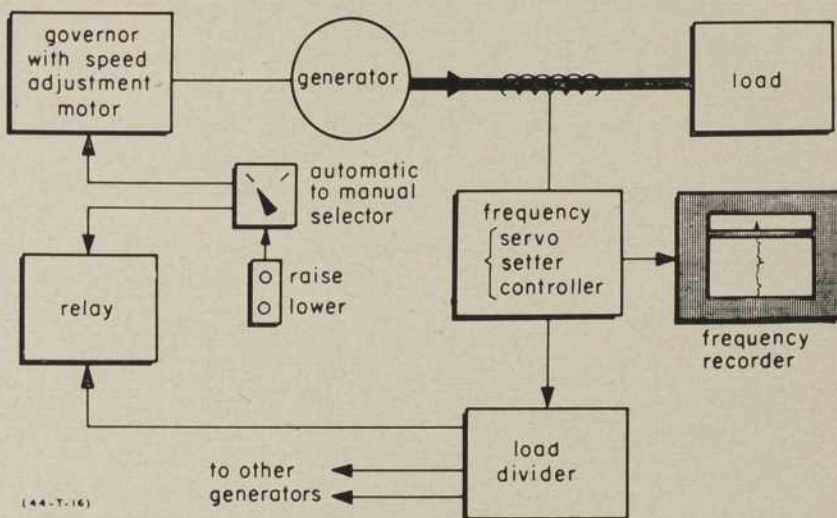 governor
with speed
adjustment
motor
generator
load
automatic
to manual
selector
frequency
servo
setter
controller
raise
lower
relay
frequency
recorder
load
divider
to other
generators
(44-T-16)